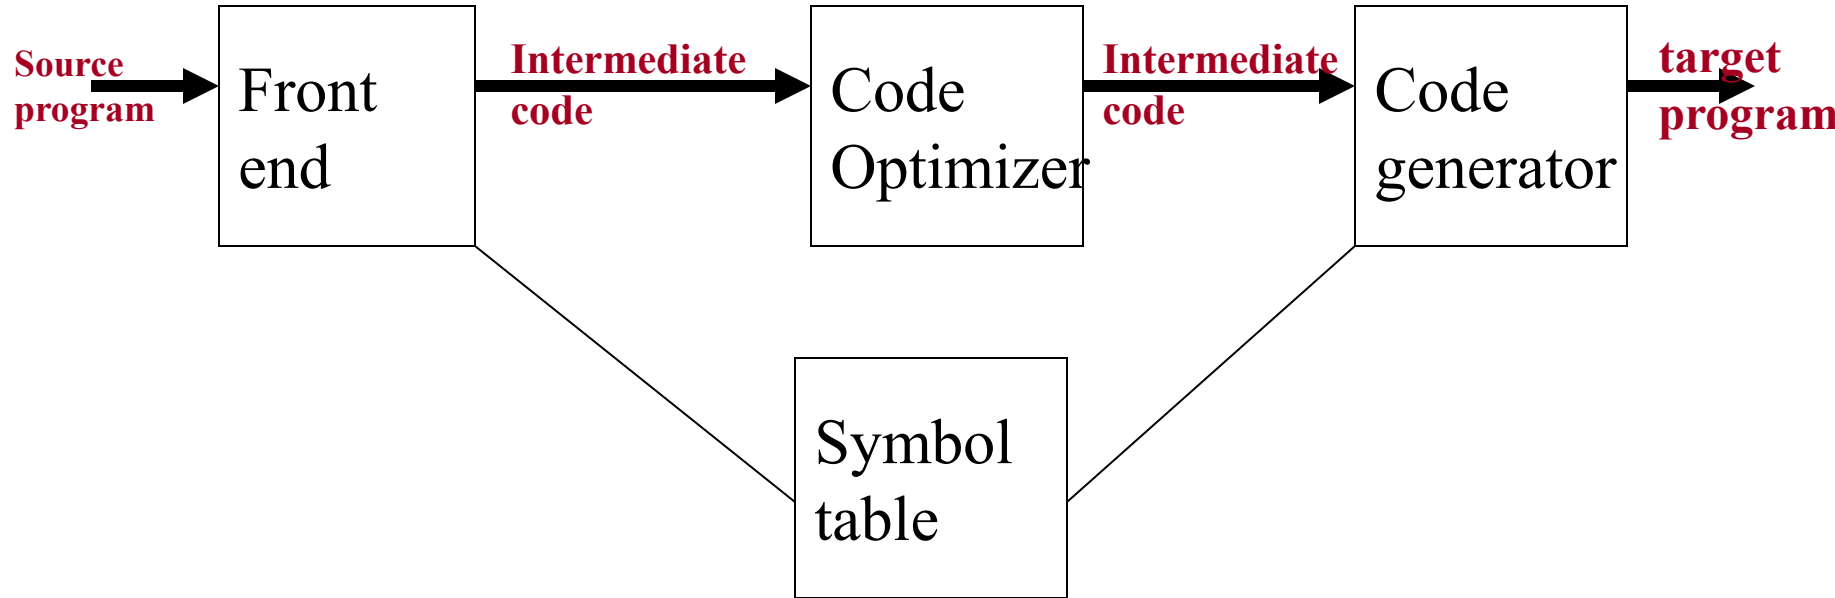 Source
program
Front
end
Intermediate
code
Code
Optimizer
Intermediate
code
Code
generator
target
program
Symbol
table